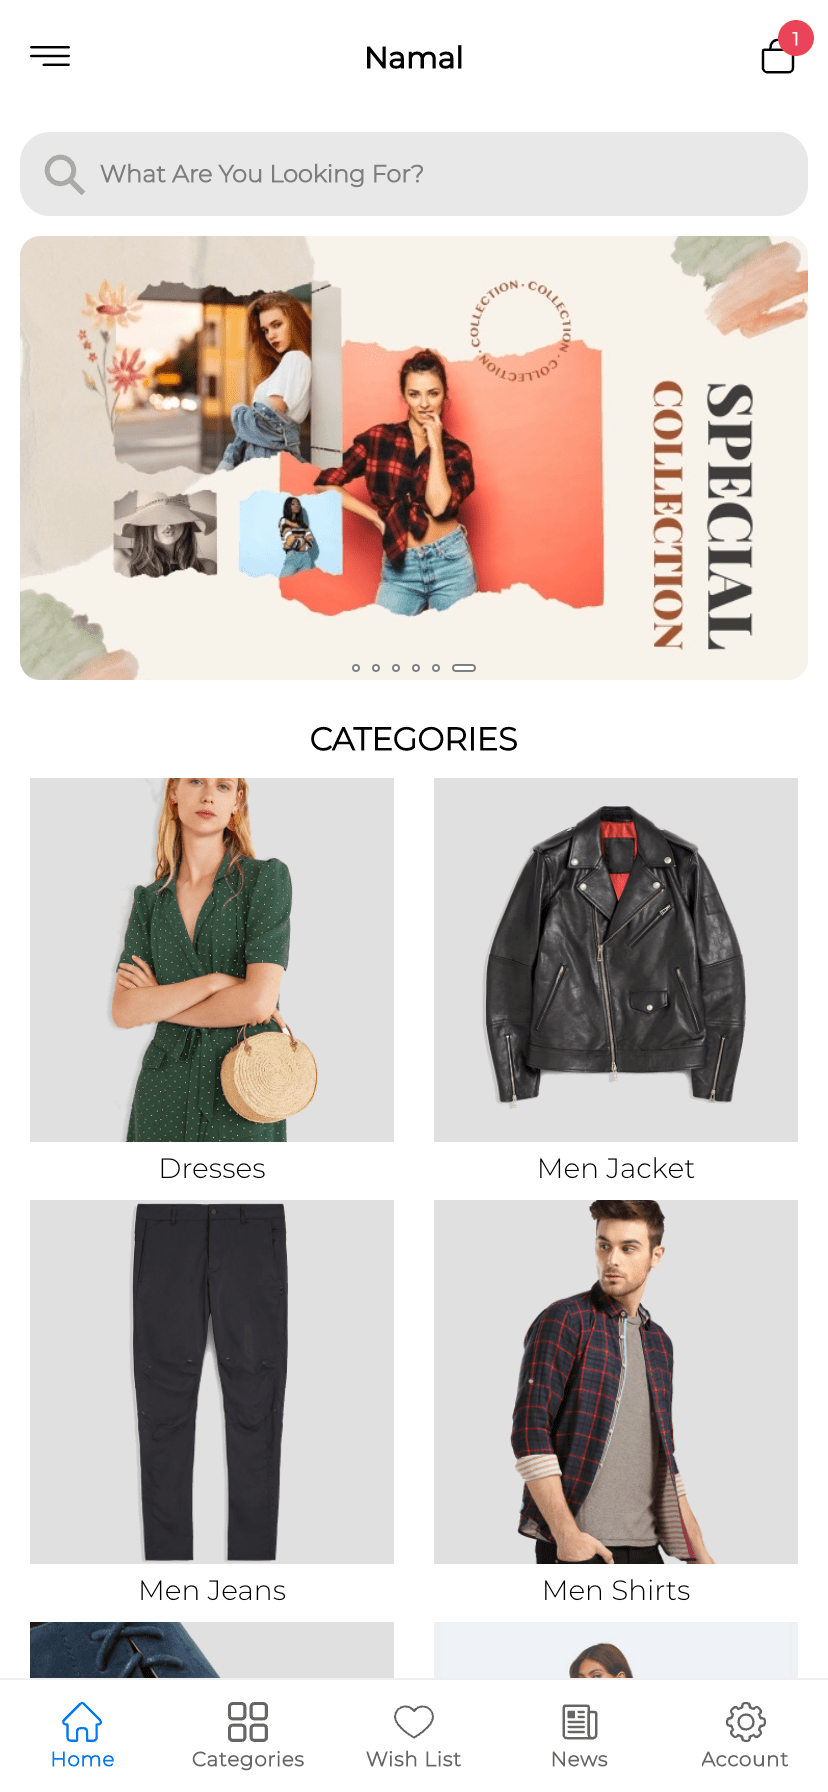 Namal
1
What Are You Looking For?
COLLECTION · COLLECTION · COLLECTION ·
SPECIAL
COLLECTION
CATEGORIES
Dresses
Men Jacket
Men Jeans
Men Shirts
Home
Categories
Wish List
News
Account